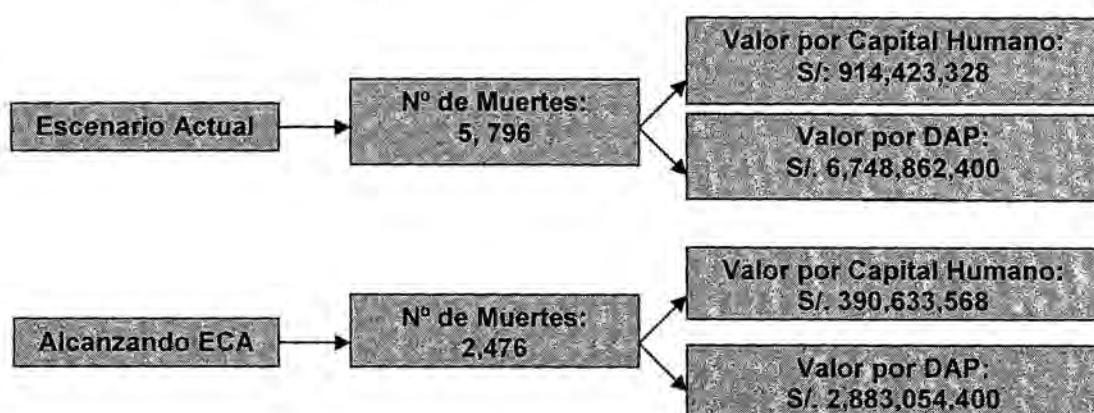 Escenario Actual
Nº de Muertes:
5, 796
Valor por Capital Humano:
S/: 914,423,328
Valor por DAP:
S/. 6,748,862,400
Alcanzando ECA
Nº de Muertes:
2,476
Valor por Capital Humano:
S/. 390,633,568
Valor por DAP:
S/. 2,883,054,400